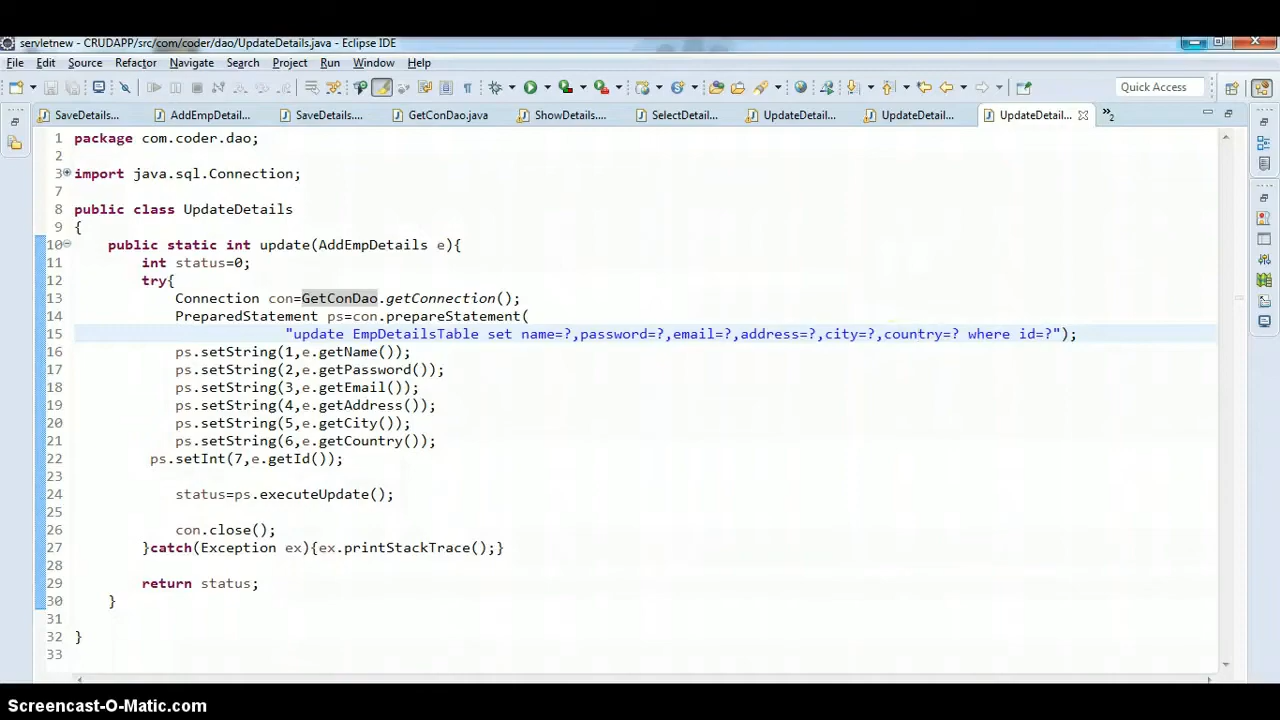 servletnew - CRUDAPP/src/com/coder/dao/UpdateDetails.java - Eclipse IDE
File Edit Source Refactor Navigate Search Project Run Window Help
Quick Access
SaveDetails... AddEmpDetail... SaveDetails.... GetConDao.java ShowDetails.... SelectDetail... UpdateDetail... UpdateDetail... UpdateDetail... »2
1 package com.coder.dao;
2
3 import java.sql.Connection;
7
8 public class UpdateDetails
9 {
10 public static int update(AddEmpDetails e){
11 int status=0;
12 try{
13 Connection con=GetConDao.getConnection();
14 PreparedStatement ps=con.prepareStatement(
15 "update EmpDetailsTable set name=?,password=?,email=?,address=?,city=?,country=? where id=?");
16 ps.setString(1,e.getName());
17 ps.setString(2,e.getPassword());
18 ps.setString(3,e.getEmail());
19 ps.setString(4,e.getAddress());
20 ps.setString(5,e.getCity());
21 ps.setString(6,e.getCountry());
22 ps.setInt(7,e.getId());
23
24 status=ps.executeUpdate();
25
26 con.close();
27 }catch(Exception ex){ex.printStackTrace();}
28
29 return status;
30 }
31
32 }
33
Screencast-O-Matic.com